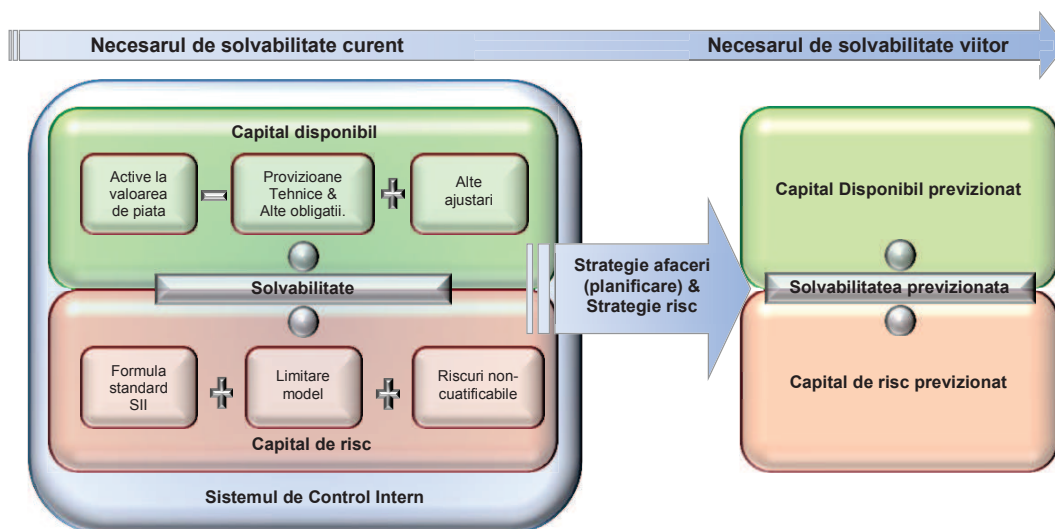 Necesarul de solvabilitate curent
Necesarul de solvabilitate viitor
Capital disponibil
Active la
valoarea
de piata
Provizioane
Tehnice &
Alte obligatii.
Alte
ajustari
Solvabilitate
Formula
standard
SII
Limitare
model
Riscuri non-
cuatificabile
Capital de risc
Sistemul de Control Intern
Strategie afaceri
(planificare) &
Strategie risc
Capital Disponibil previzionat
Solvabilitatea previzionata
Capital de risc previzionat